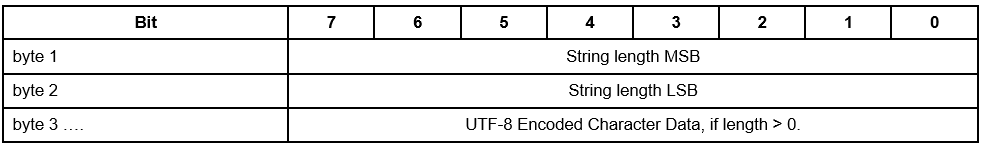 Bit 7 6 5 4 3 2 1 0
byte 1 String length MSB
byte 2 String length LSB
byte 3 …. UTF-8 Encoded Character Data, if length > 0.